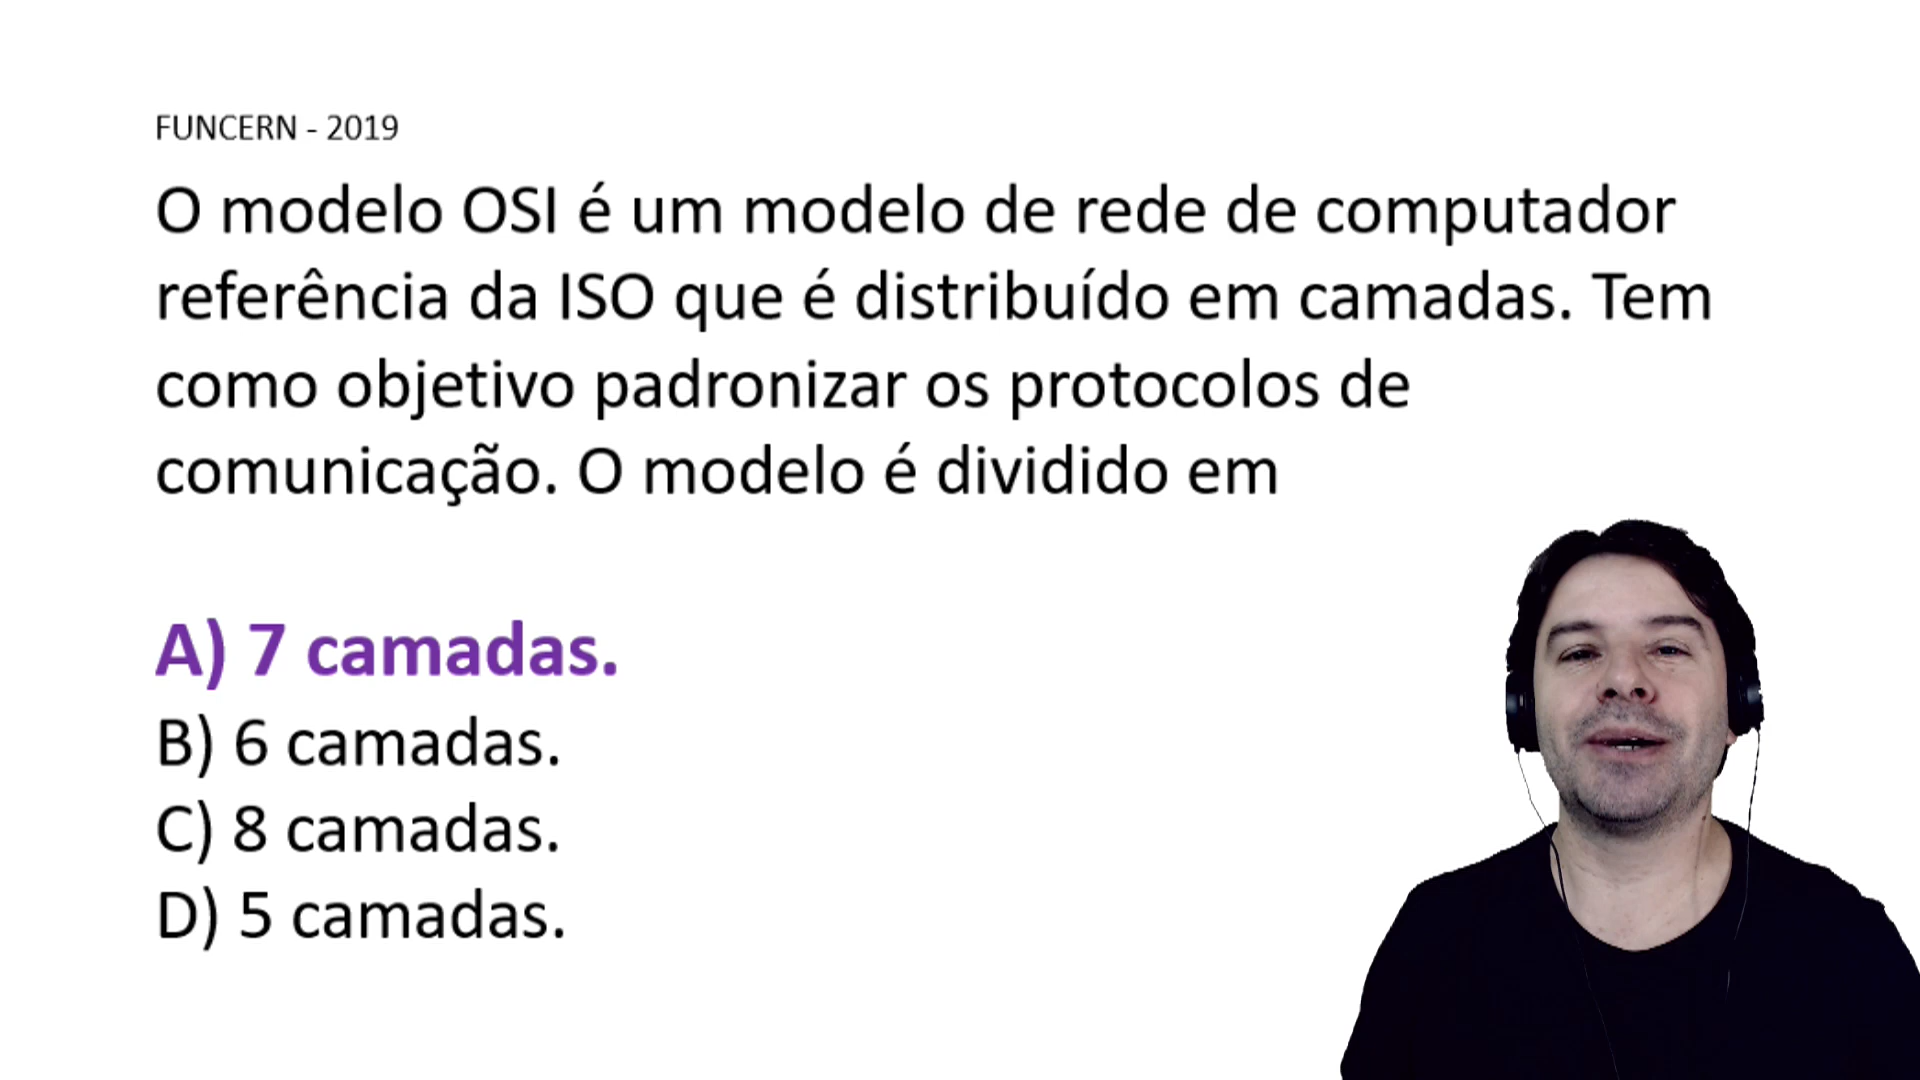 FUNCERN - 2019
O modelo OSI é um modelo de rede de computador
referência da ISO que é distribuído em camadas. Tem
como objetivo padronizar os protocolos de
comunicação. O modelo é dividido em
A) 7 camadas.
B) 6 camadas.
C) 8 camadas.
D) 5 camadas.